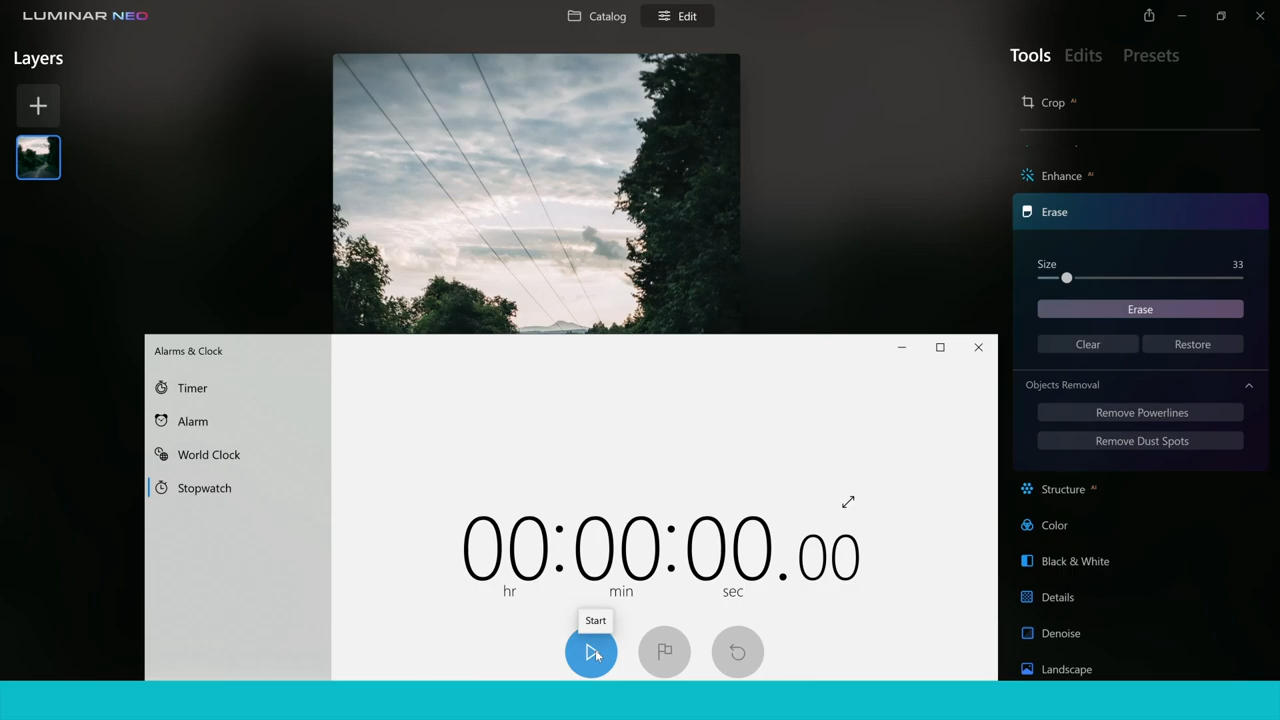 LUMINAR NEO
Catalog
Edit
Layers
Tools
Edits
Presets
Crop AI
Enhance AI
Erase
Size
33
Erase
Clear
Restore
Objects Removal
Remove Powerlines
Remove Dust Spots
Structure AI
Color
Black & White
Details
Denoise
Landscape
Alarms & Clock
Timer
Alarm
World Clock
Stopwatch
00:00:00.00
hr
min
sec
Start